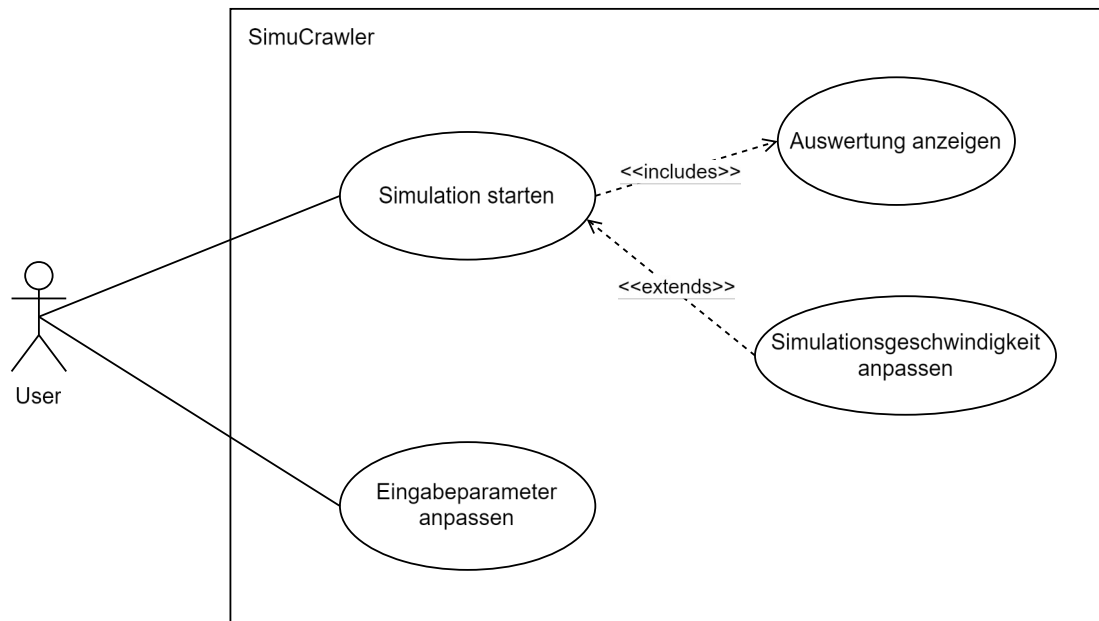 SimuCrawler
Auswertung anzeigen
<<includes>>
Simulation starten
<<extends>>
Simulationsgeschwindigkeit
anpassen
User
Eingabeparameter
anpassen